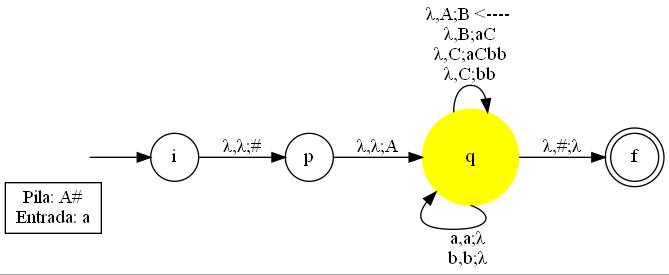 λ,A;B <----
λ,B;aC
λ,C;aCbb
λ,C;bb
i
λ,λ;#
p
λ,λ;A
q
λ,#;λ
f
Pila: A#
Entrada: a
a,a;λ
b,b;λ